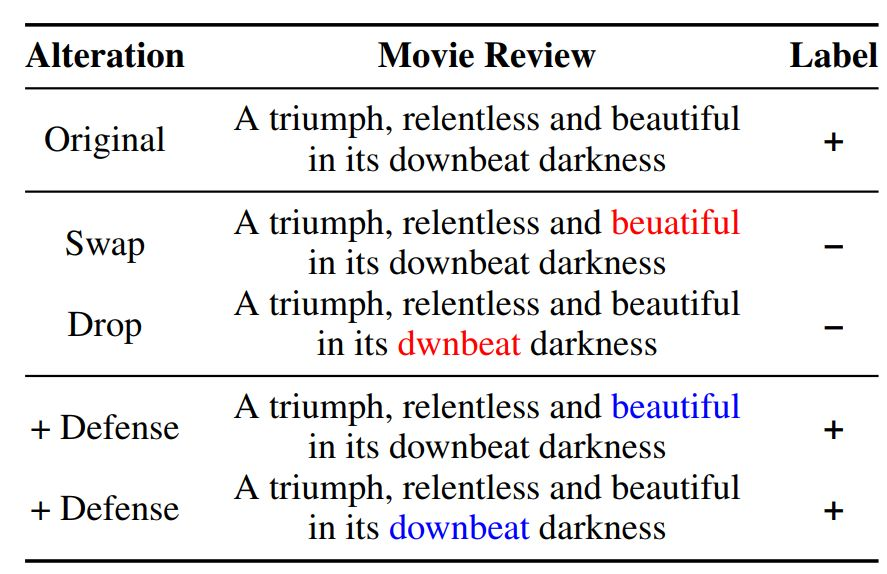 Alteration Movie Review Label
A triumph, relentless and beautiful
Original +
in its downbeat darkness
A triumph, relentless and beuatiful
Swap –
in its downbeat darkness
A triumph, relentless and beautiful
Drop –
in its dwnbeat darkness
A triumph, relentless and beautiful
+ Defense +
in its downbeat darkness
A triumph, relentless and beautiful
+ Defense +
in its downbeat darkness